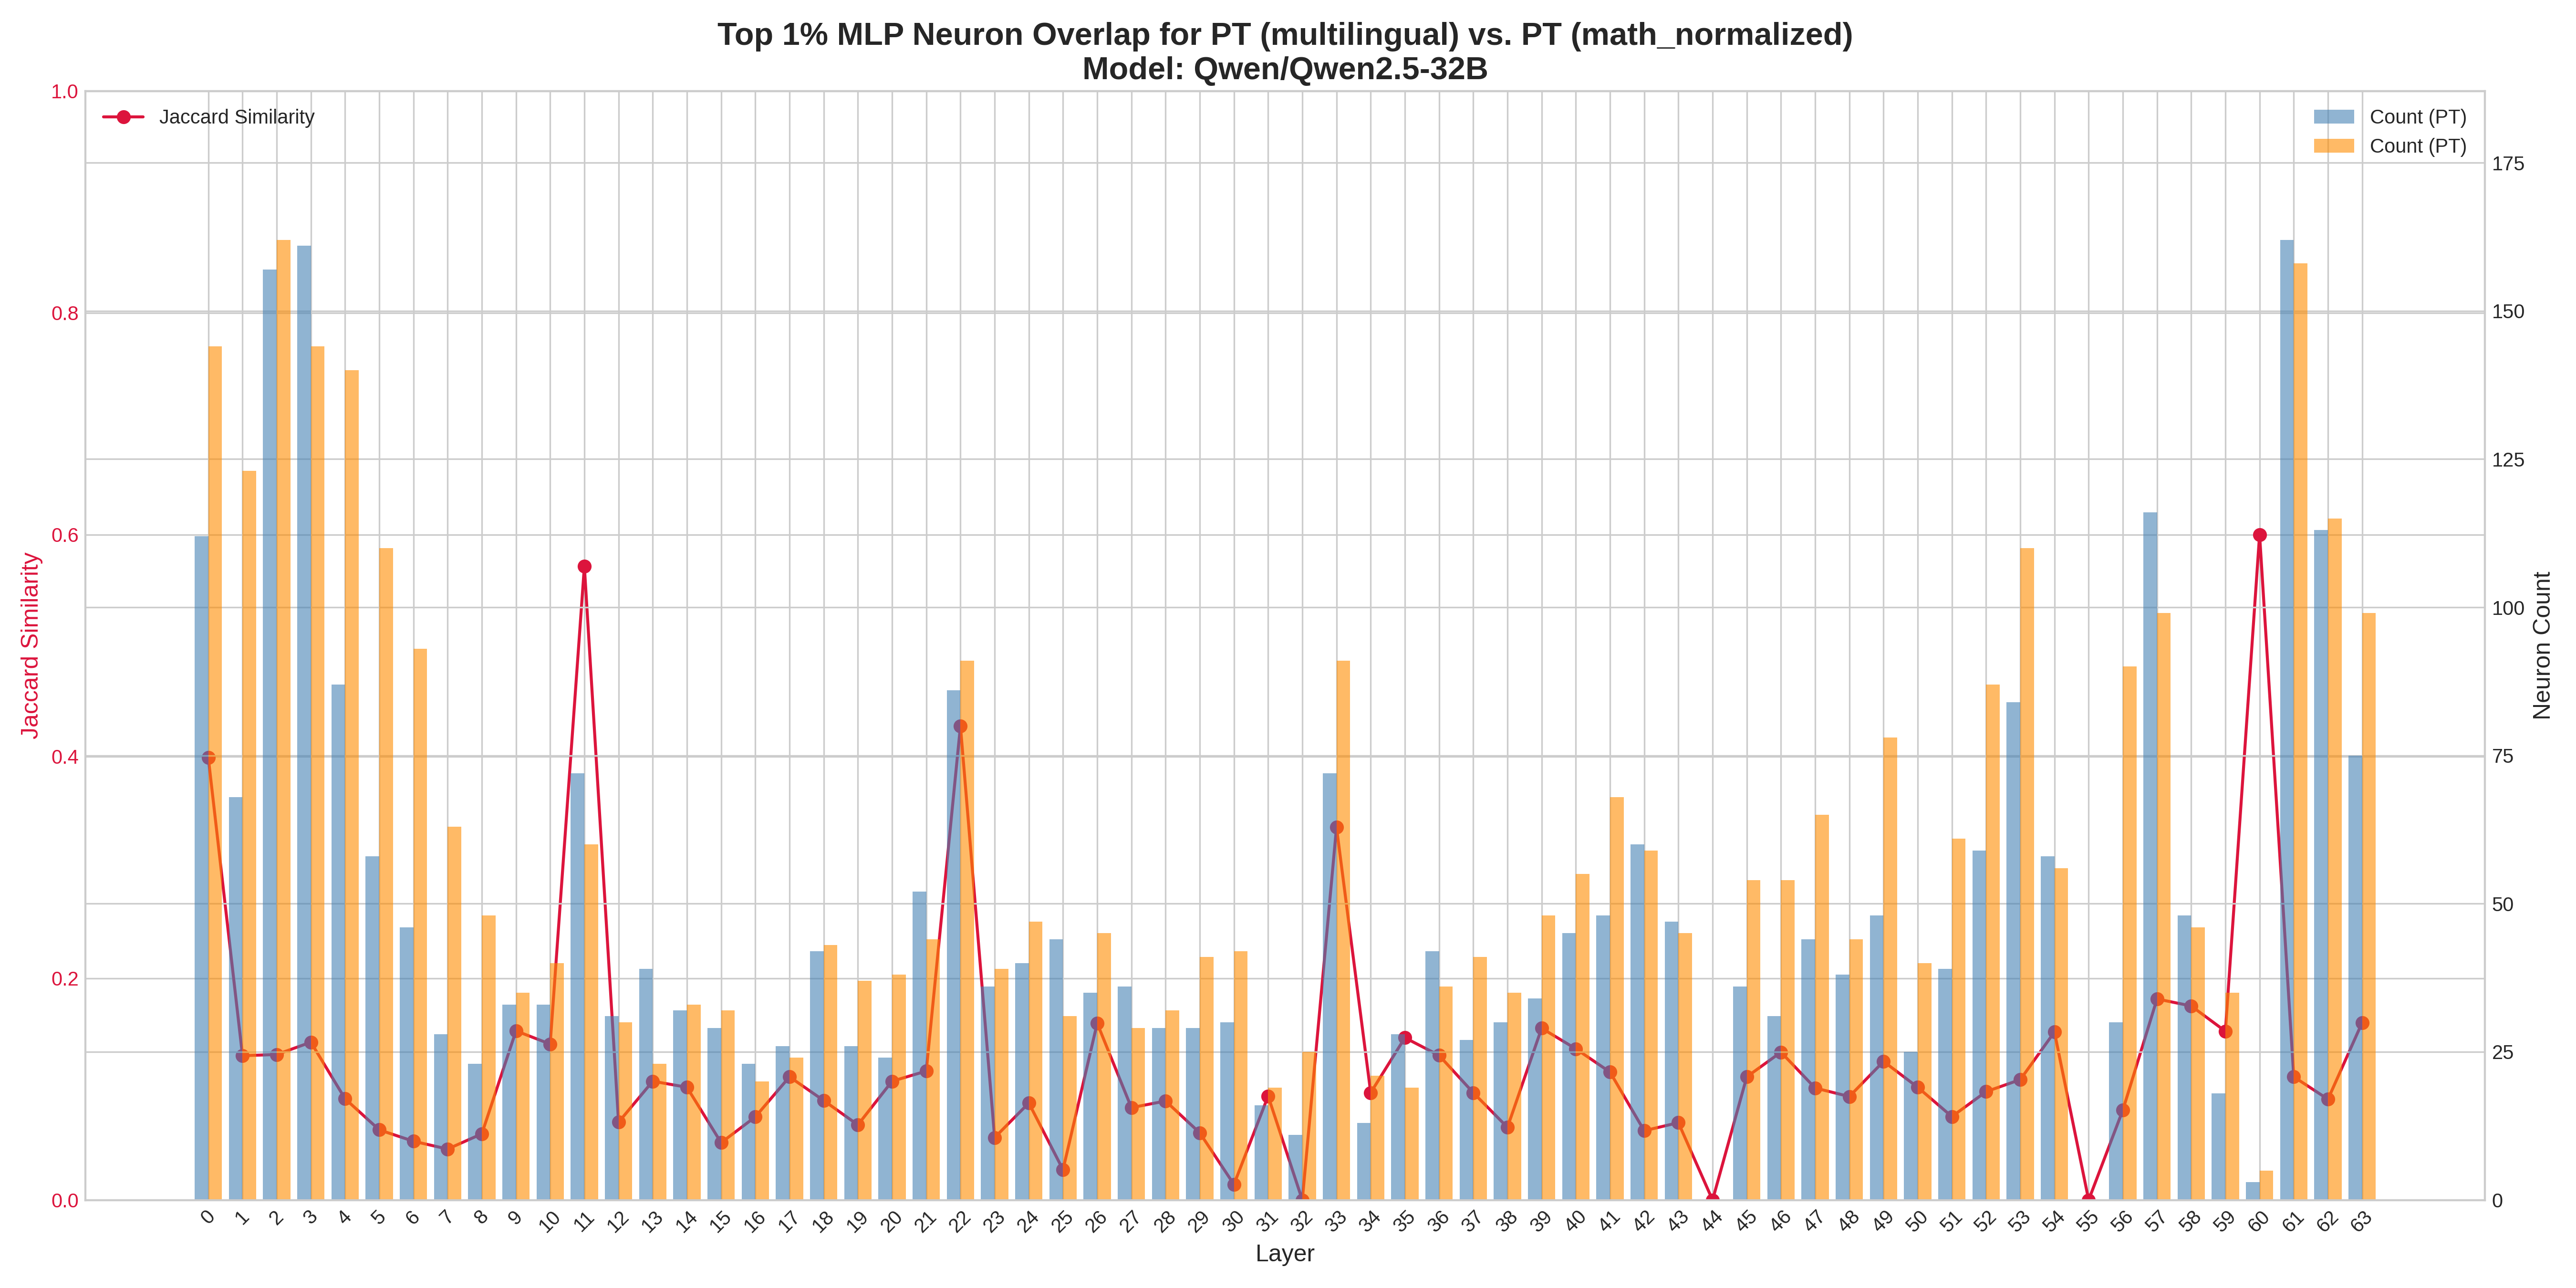 Top 1% MLP Neuron Overlap for PT (multilingual) vs. PT (math_normalized)
Model: Qwen/Qwen2.5-32B
Jaccard Similarity
Count (PT)
Count (PT)
1.0
0.8
0.6
0.4
0.2
0.0
Jaccard Similarity
175
150
125
100
75
50
25
0
Neuron Count
0 1 2 3 4 5 6 7 8 9 10 11 12 13 14 15 16 17 18 19 20 21 22 23 24 25 26 27 28 29 30 31 32 33 34 35 36 37 38 39 40 41 42 43 44 45 46 47 48 49 50 51 52 53 54 55 56 57 58 59 60 61 62 63
Layer